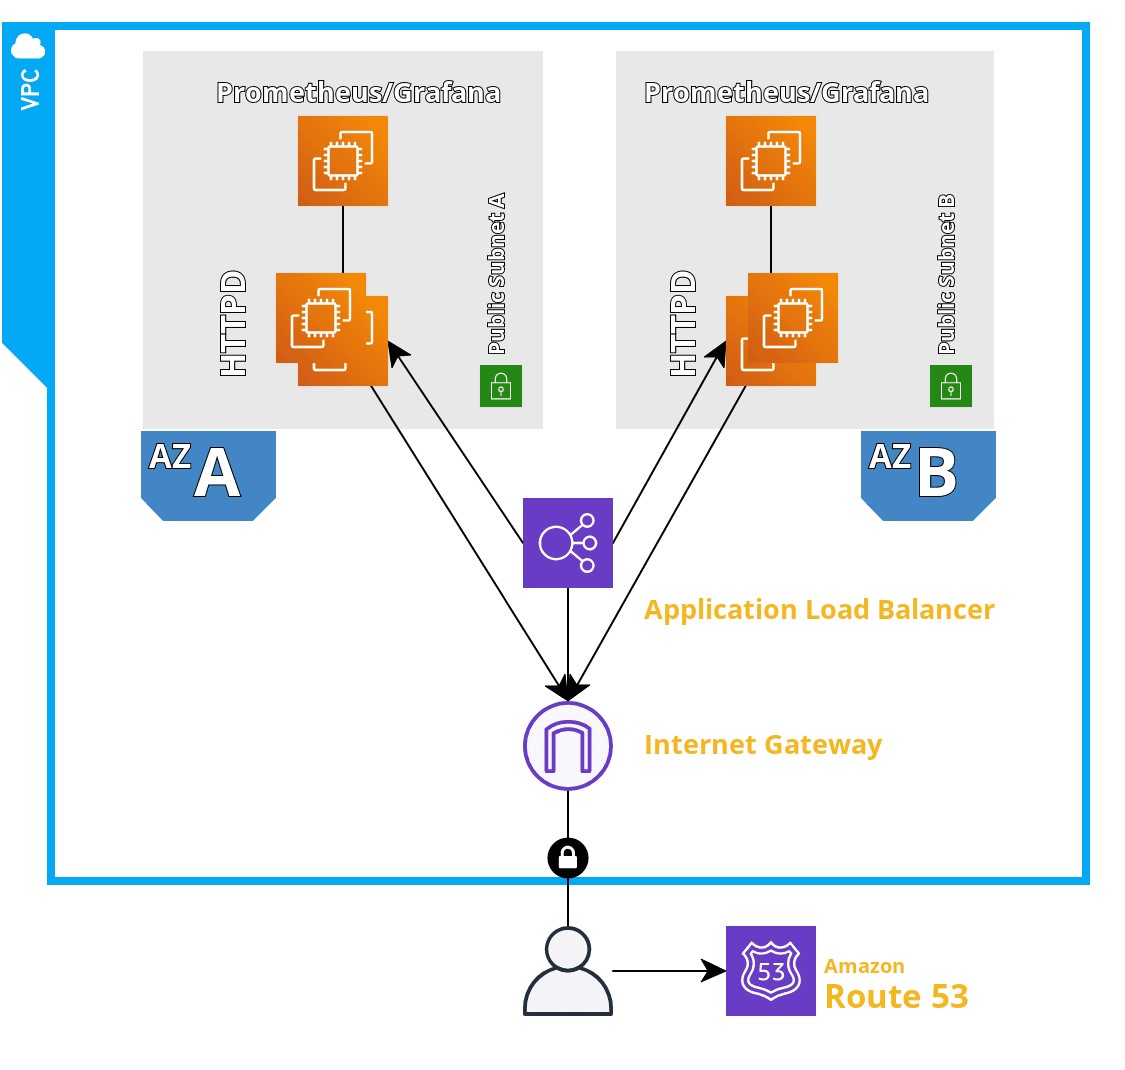 VPC
Prometheus/Grafana
Prometheus/Grafana
HTTPD
Public Subnet A
HTTPD
Public Subnet B
AZ A
AZ B
Application Load Balancer
Internet Gateway
53
Amazon
Route 53